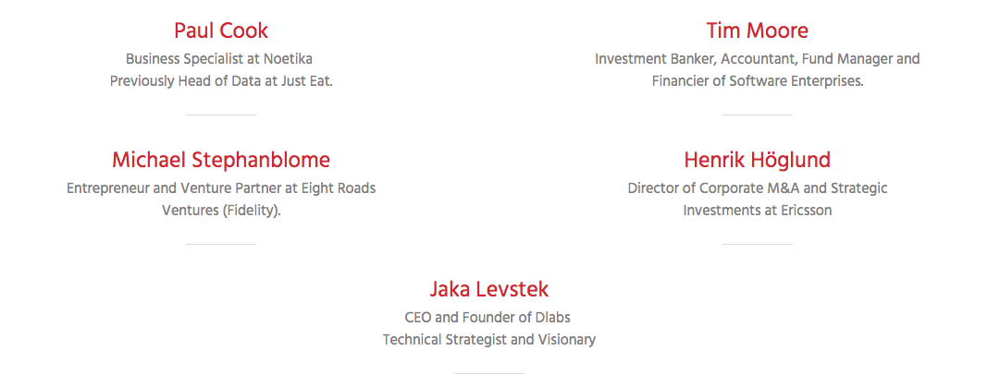 Paul Cook
Business Specialist at Noetika
Previously Head of Data at Just Eat.
Tim Moore
Investment Banker, Accountant, Fund Manager and
Financier of Software Enterprises.
Michael Stephanblome
Entrepreneur and Venture Partner at Eight Roads
Ventures (Fidelity).
Henrik Höglund
Director of Corporate M&A and Strategic
Investments at Ericsson
Jaka Levstek
CEO and Founder of Dlabs
Technical Strategist and Visionary